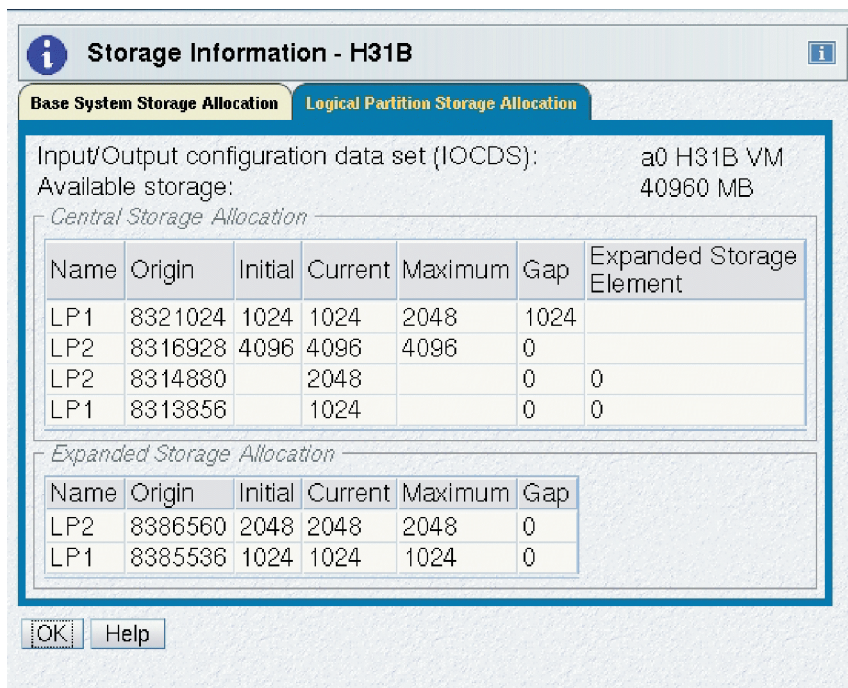 Storage Information - H31B
Base System Storage Allocation Logical Partition Storage Allocation
Input/Output configuration data set (IOCDS): a0 H31B VM
Available storage: 40960 MB
Central Storage Allocation
Name Origin Initial Current Maximum Gap Expanded Storage Element
LP1 8321024 1024 1024 2048 1024
LP2 8316928 4096 4096 4096 0
LP2 8314880 2048 0 0
LP1 8313856 1024 0 0
Expanded Storage Allocation
Name Origin Initial Current Maximum Gap
LP2 8386560 2048 2048 2048 0
LP1 8385536 1024 1024 1024 0
OK Help